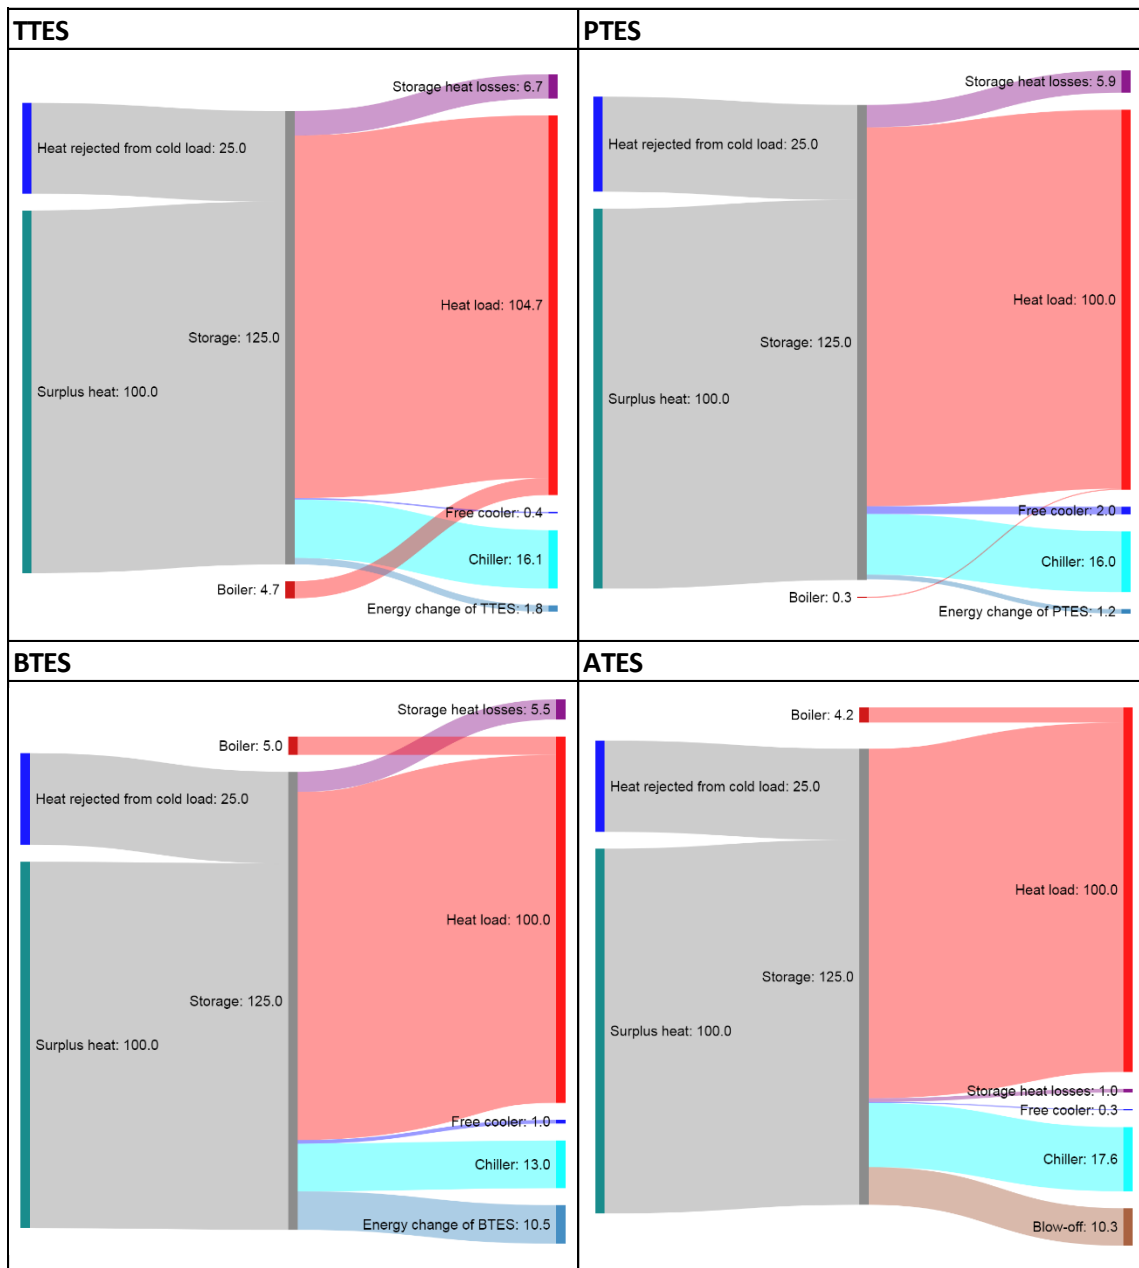 TTES
Storage heat losses: 6.7
Heat rejected from cold load: 25.0
Heat load: 104.7
Storage: 125.0
Surplus heat: 100.0
Free cooler: 0.4
Chiller: 16.1
Boiler: 4.7
Energy change of TTES: 1.8
PTES
Storage heat losses: 5.9
Heat rejected from cold load: 25.0
Heat load: 100.0
Storage: 125.0
Surplus heat: 100.0
Free cooler: 2.0
Chiller: 16.0
Boiler: 0.3
Energy change of PTES: 1.2
BTES
Storage heat losses: 5.5
Boiler: 5.0
Heat rejected from cold load: 25.0
Heat load: 100.0
Storage: 125.0
Surplus heat: 100.0
Free cooler: 1.0
Chiller: 13.0
Energy change of BTES: 10.5
ATES
Boiler: 4.2
Heat rejected from cold load: 25.0
Heat load: 100.0
Storage: 125.0
Surplus heat: 100.0
Storage heat losses: 1.0
Free cooler: 0.3
Chiller: 17.6
Blow-off: 10.3